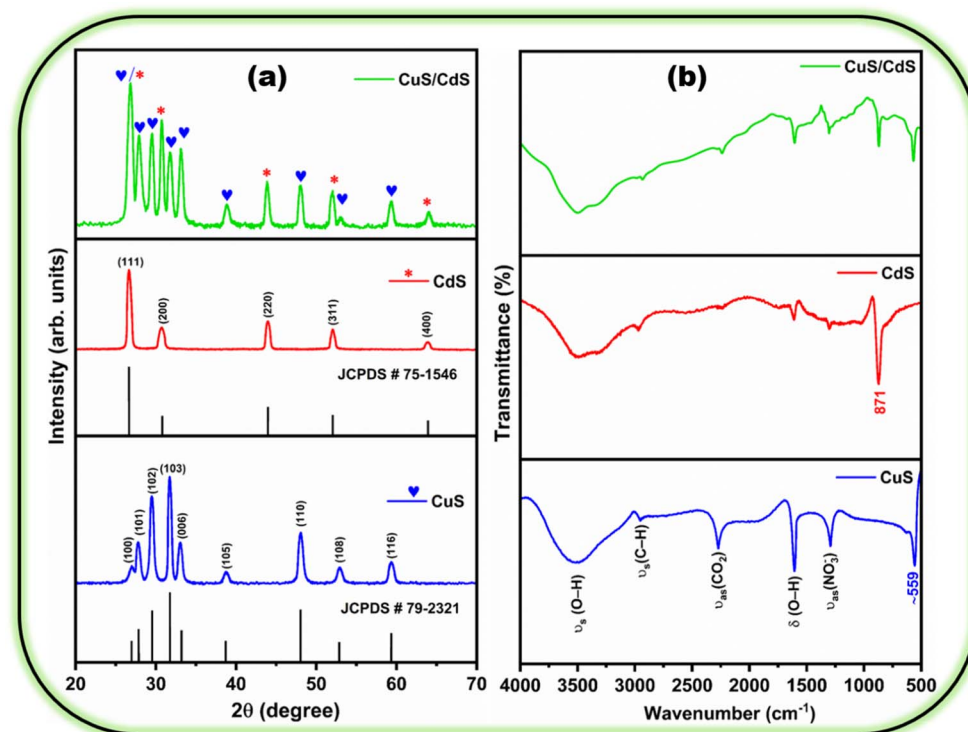 (a)
CuS/CdS
♥/*
*
♥
♥
♥
♥
♥
*
♥
*
♥
♥
*
*
CdS
(111)
(200)
(220)
(311)
(400)
JCPDS # 75-1546
♥
CuS
(100)
(101)
(102)
(103)
(006)
(105)
(110)
(108)
(116)
JCPDS # 79-2321
Intensity (arb. units)
20 30 40 50 60 70
2θ (degree)
(b)
CuS/CdS
CdS
871
CuS
υs (O–H)
υs(C–H)
υas(CO2)
δ (O–H)
υas(NO3-)
~559
Transmittance (%)
4000 3500 3000 2500 2000 1500 1000 500
Wavenumber (cm-1)